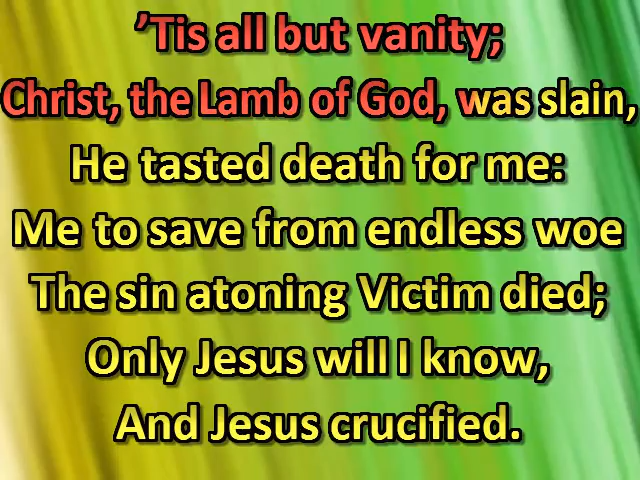 ’Tis all but vanity;
Christ, the Lamb of God, was slain,
He tasted death for me:
Me to save from endless woe
The sin atoning Victim died;
Only Jesus will I know,
And Jesus crucified.